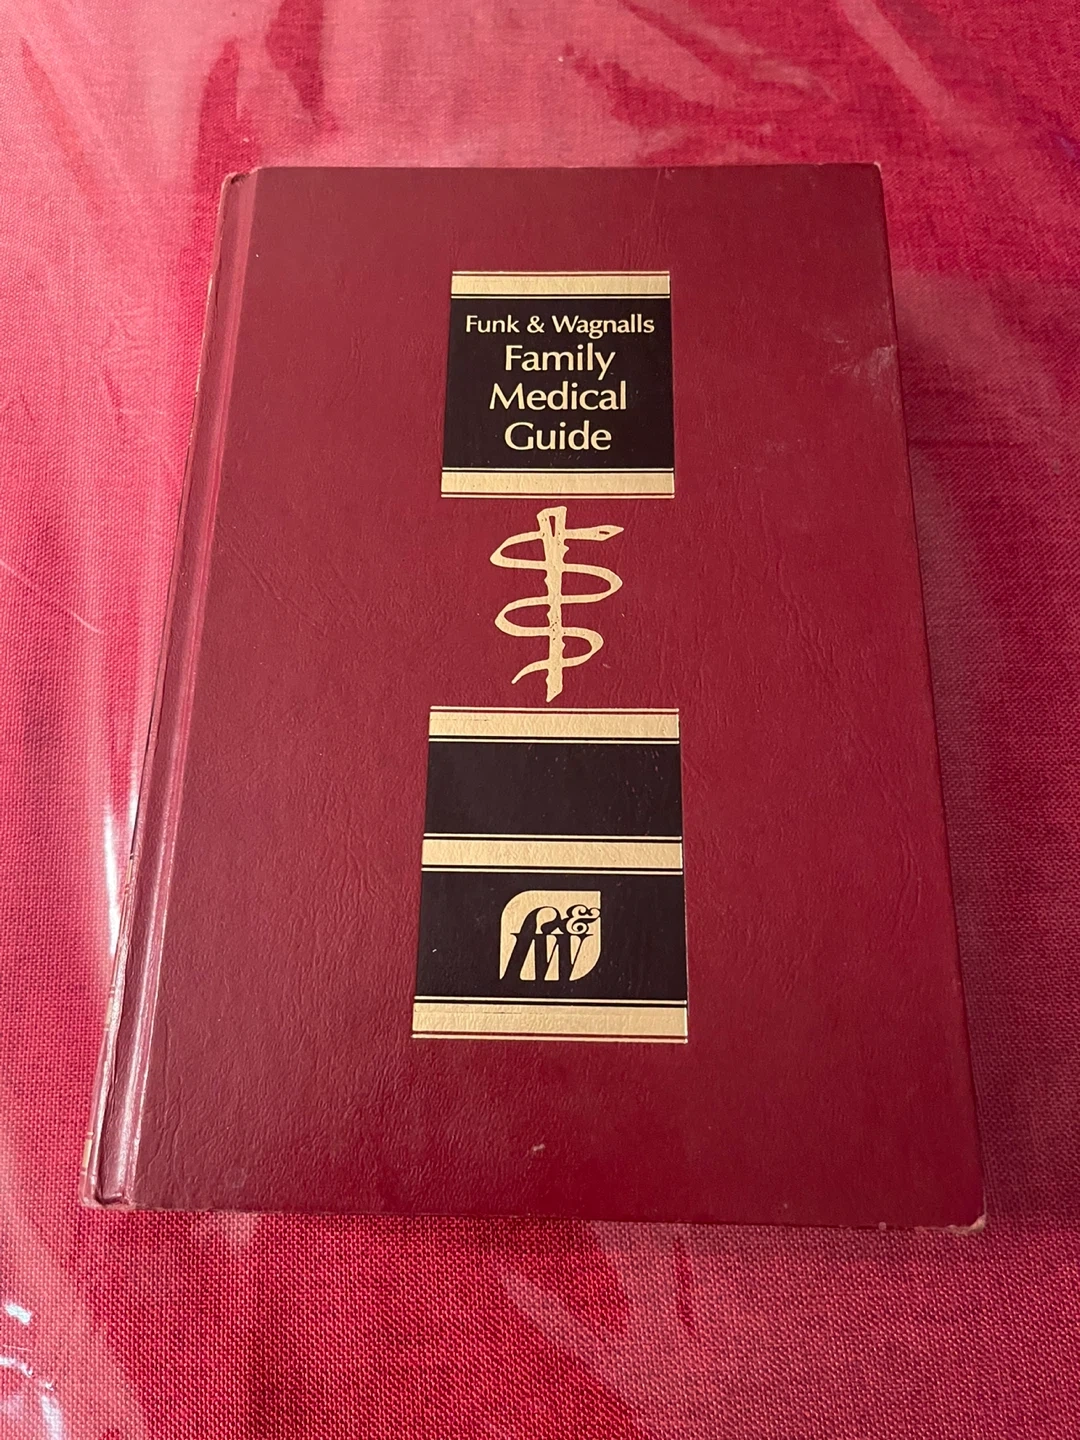 Funk & Wagnalls
Family
Medical
Guide
f&w